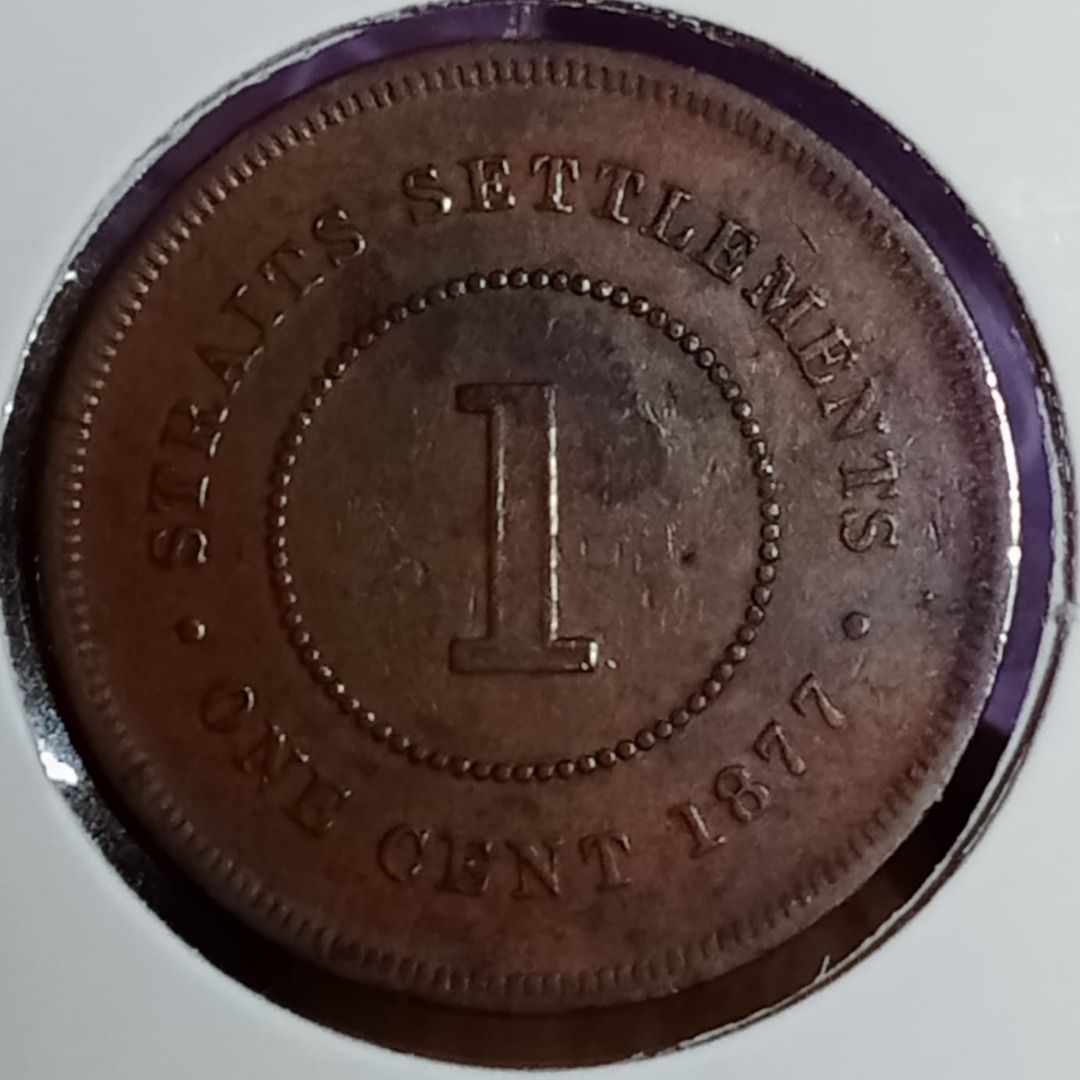 STRAITS SETTLEMENTS
1
· ONE CENT 1877 ·